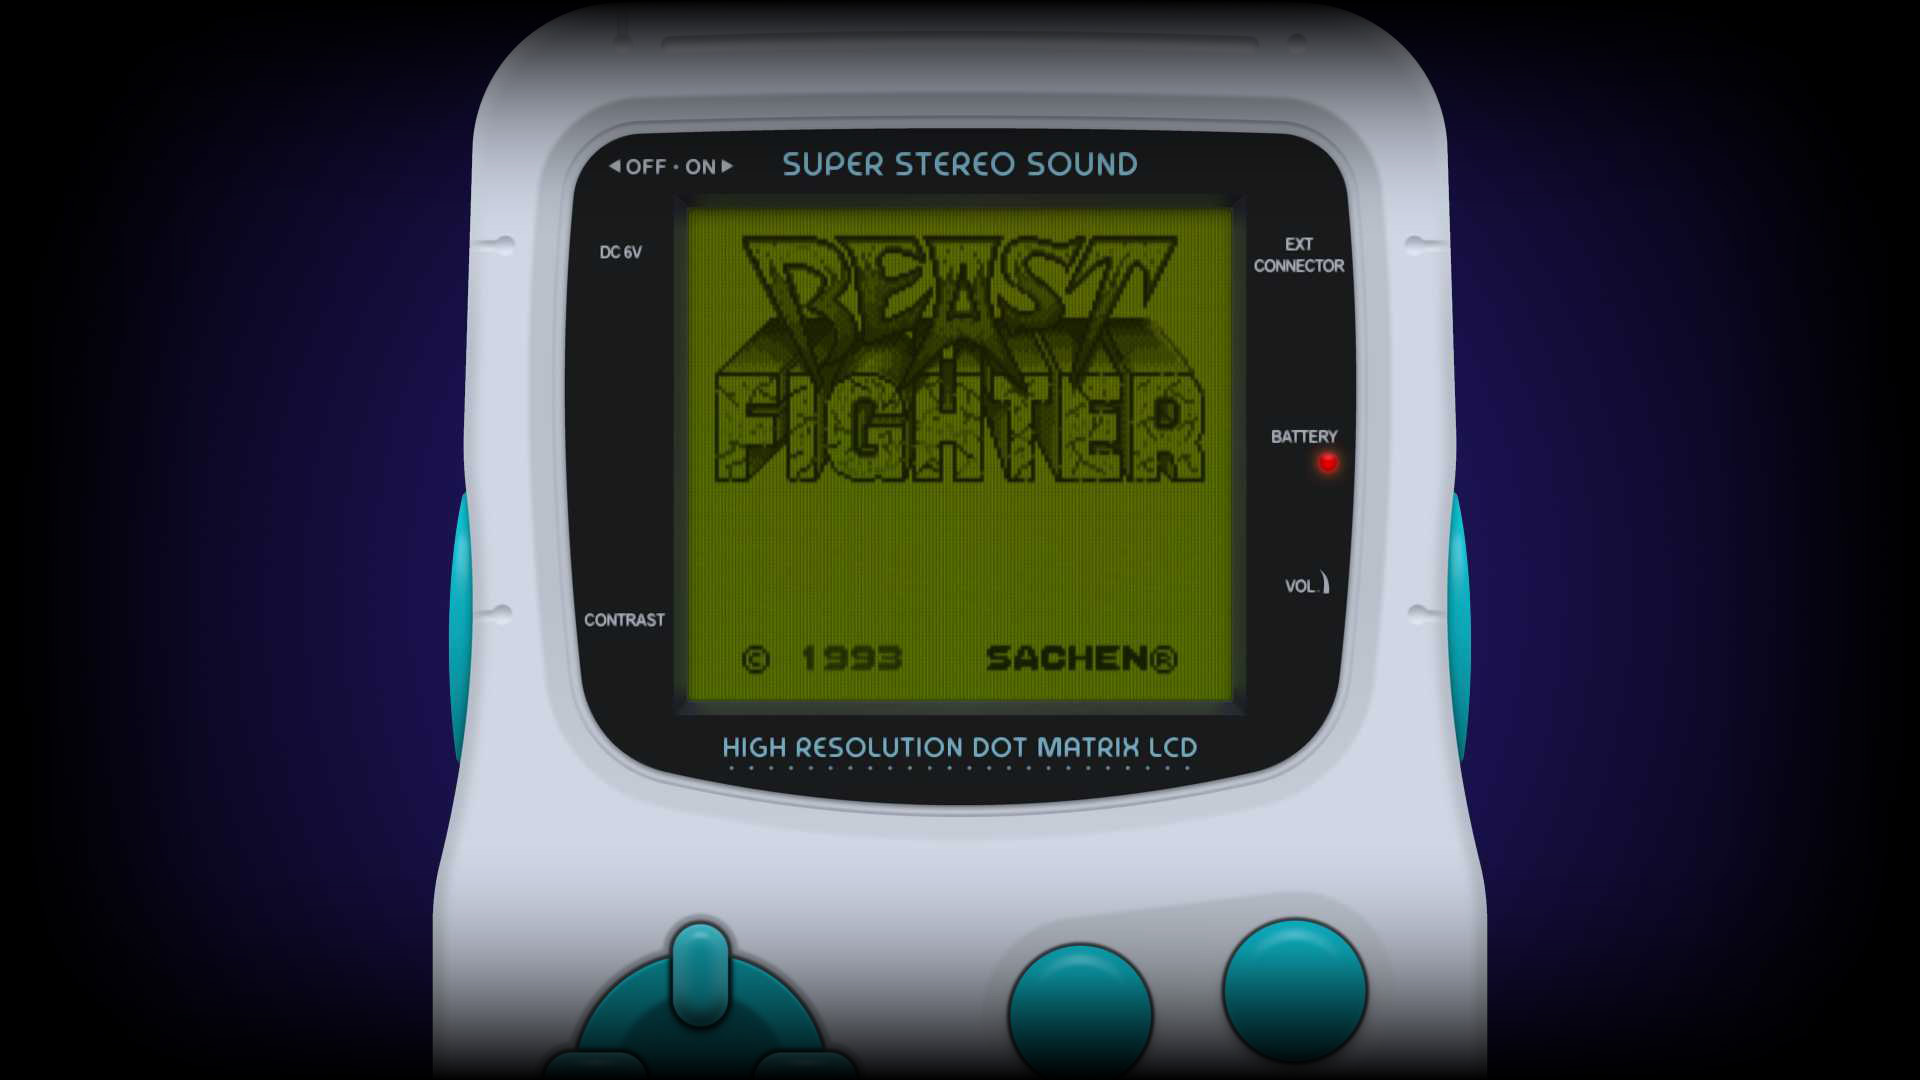 ◀ OFF · ON ▶
SUPER STEREO SOUND
DC 6V
EXT
CONNECTOR
BEAST
FIGHTER
BATTERY
VOL.
CONTRAST
© 1993 SACHEN®
HIGH RESOLUTION DOT MATRIX LCD